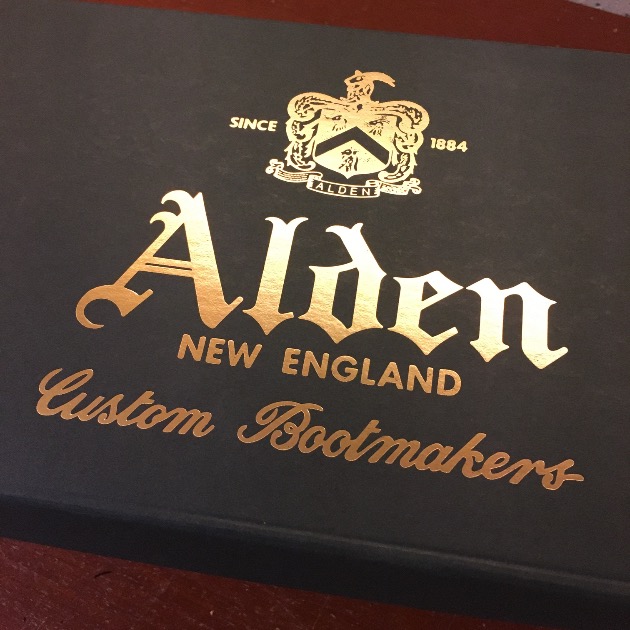 SINCE 1884
ALDEN
Alden
NEW ENGLAND
Custom Bootmakers